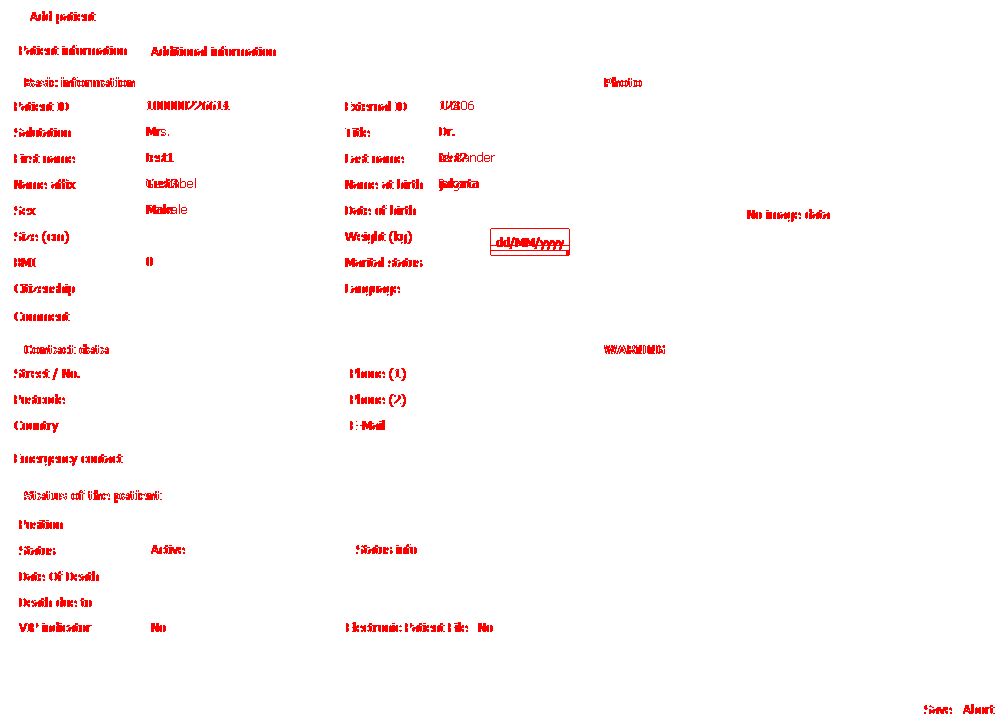 Add patient
Patient information Additional information
Basic information Photo
Patient ID 100000226614 External ID
Salutation Mrs. Title Dr.
First name test1 Last name
Name affix Name at birth
Sex Date of birth No image data
Size (cm) Weight (kg) dd/MM/yyyy
BMI 0 Marital status
Citizenship Language
Comment
Contact data WARNING
Street / No. Phone (1)
Postcode Phone (2)
Country E-Mail
Emergency contact
Status of the patient
Position
Status Active Status info
Date Of Death
Death due to
VIP indicator No Electronic Patient File No
Save Abort